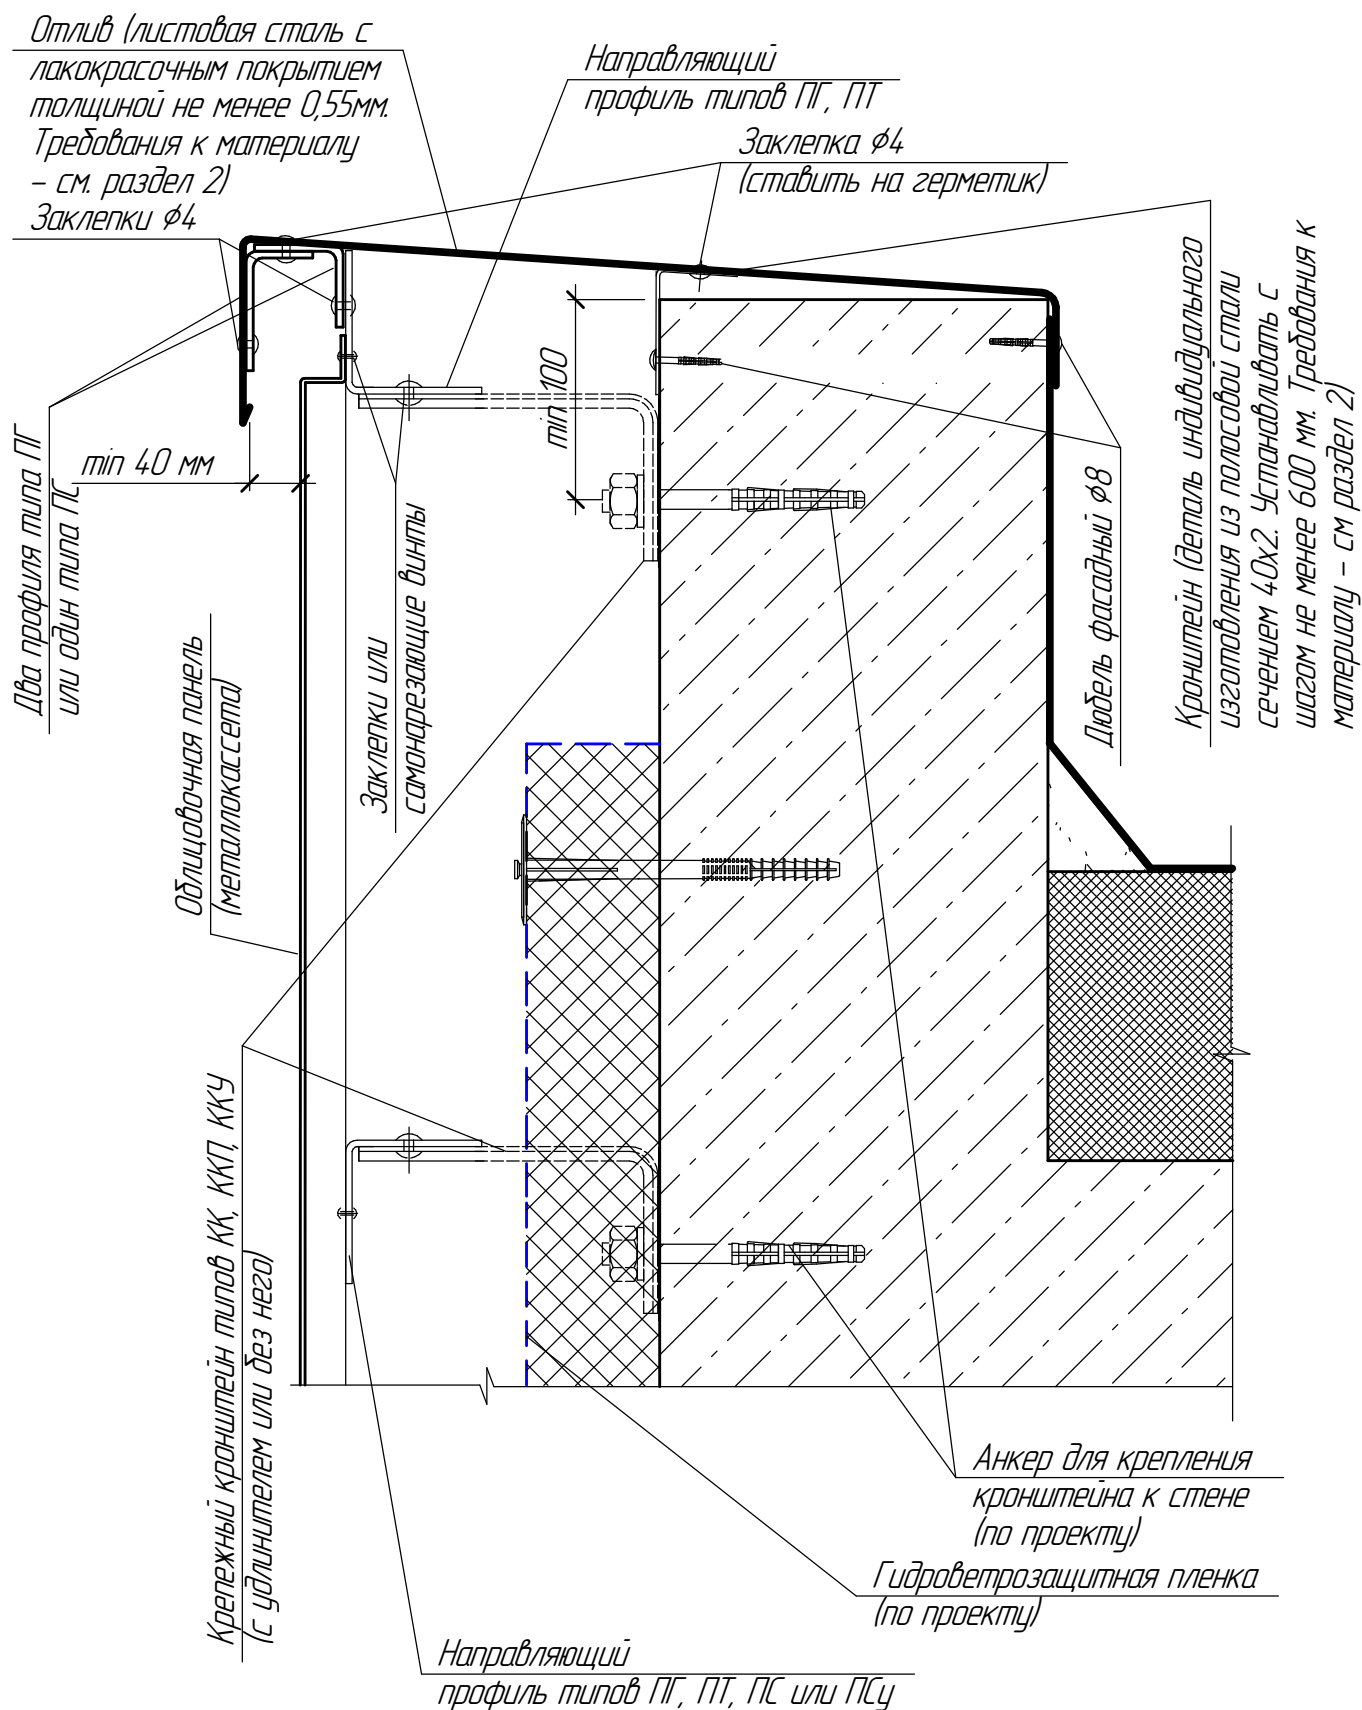 Отлив (листовая сталь с
лакокрасочным покрытием
толщиной не менее 0,55мм.
Требования к материалу
– см. раздел 2)
Заклепки ϕ4
Направляющий
профиль типов ПГ, ПТ
Заклепка ϕ4
(ставить на герметик)
Кронштейн (деталь индивидуального
изготовления из полосовой стали
сечением 40х2. Устанавливать с
шагом не менее 600 мм. Требования к
материалу – см раздел 2)
Два профиля типа ПГ
или один типа ПС
min 40 мм
min 100
Заклепки или
самонарезающие винты
Дюбель фасадный ϕ8
Облицовочная панель
(металлокассета)
Крепежный кронштейн типов КК, ККП, ККУ
(с удлинителем или без него)
Анкер для крепления
кронштейна к стене
(по проекту)
Гидроветрозащитная пленка
(по проекту)
Направляющий
профиль типов ПГ, ПТ, ПС или ПСу